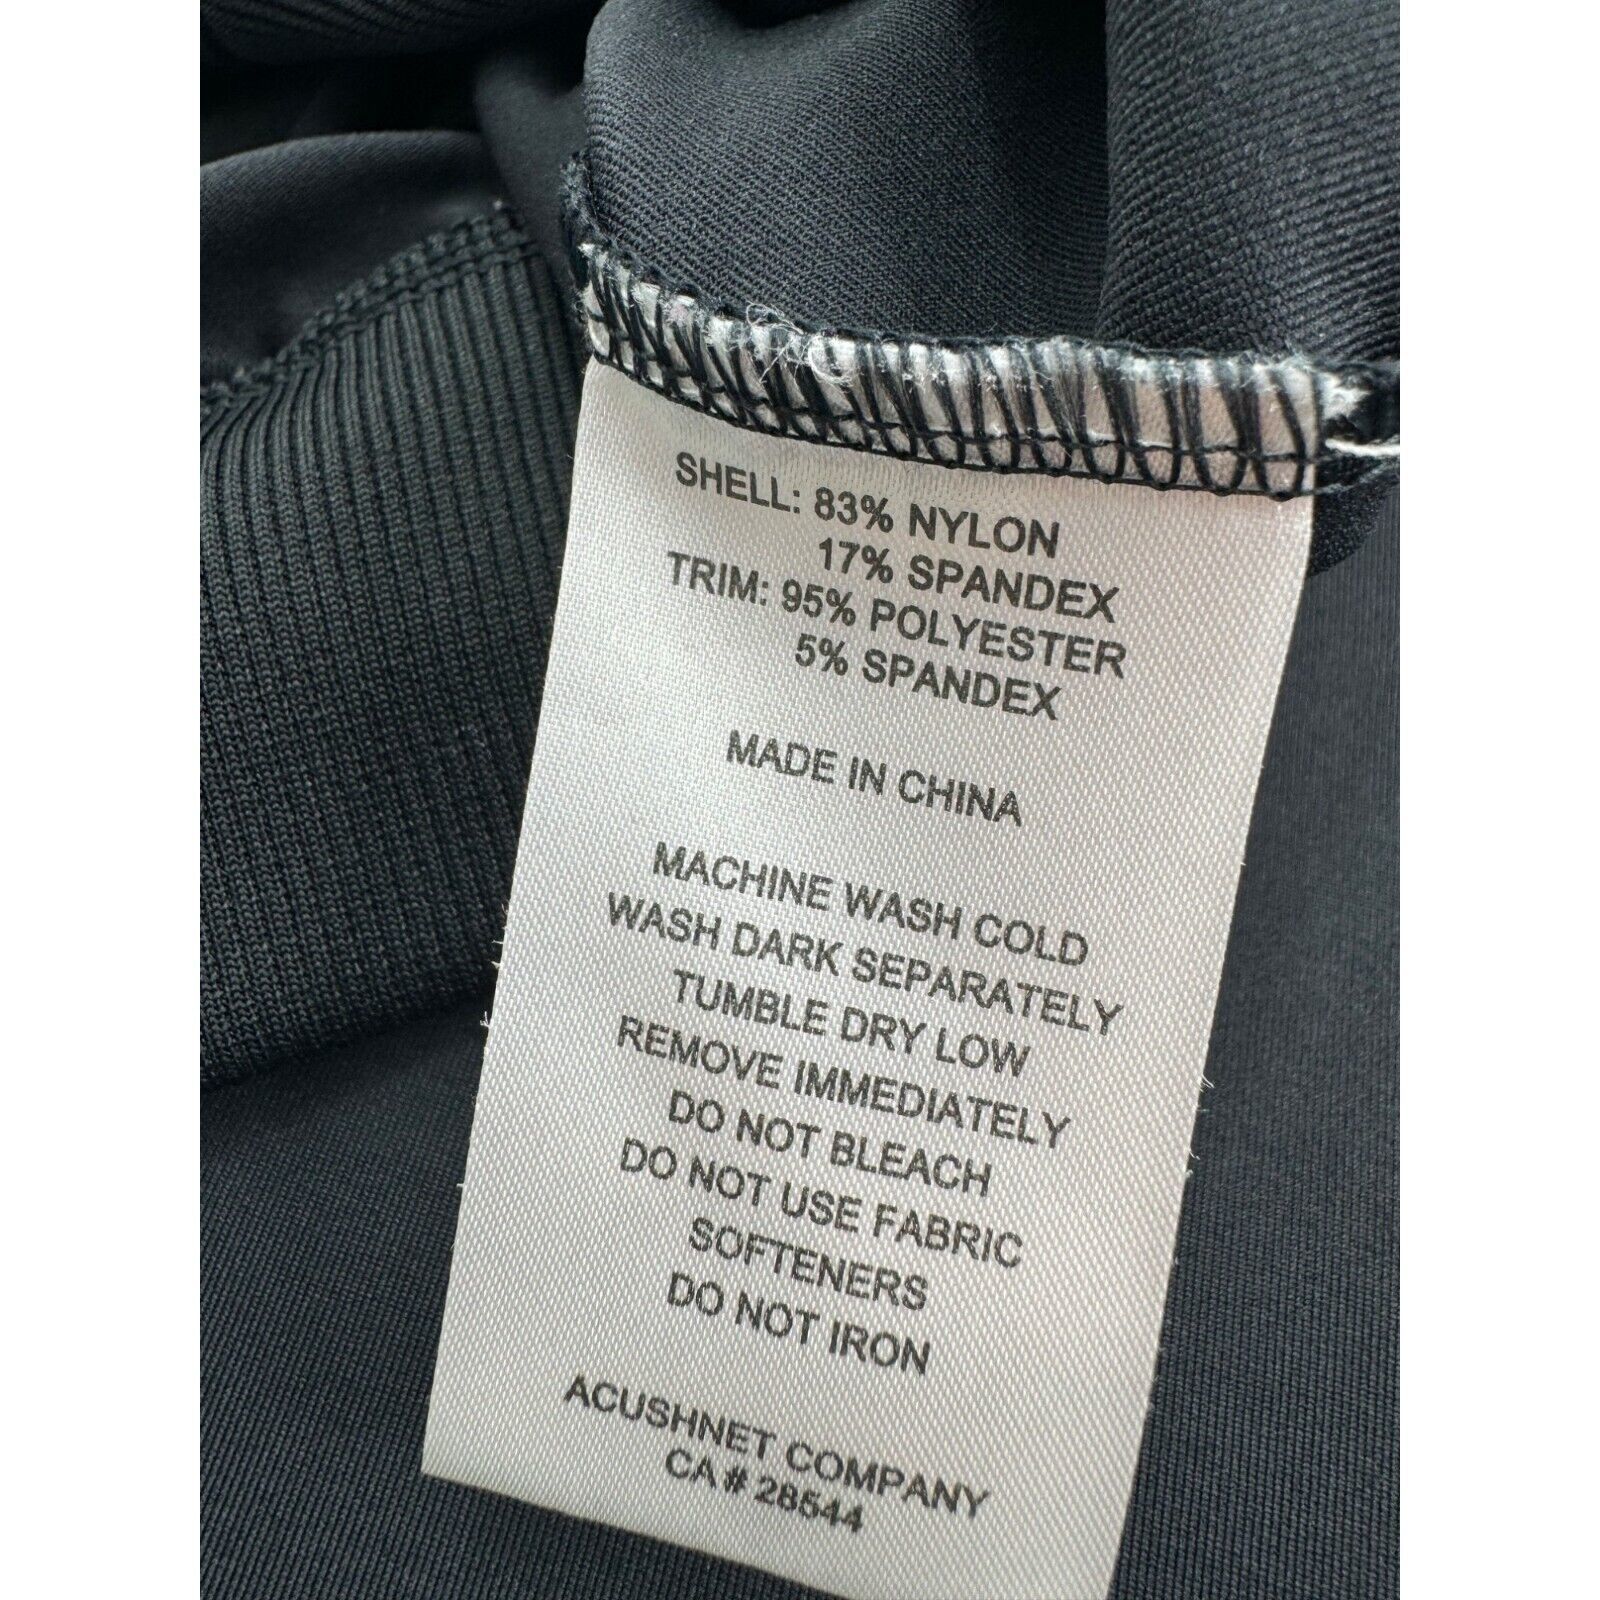 SHELL: 83% NYLON
17% SPANDEX
TRIM: 95% POLYESTER
5% SPANDEX
MADE IN CHINA
MACHINE WASH COLD
WASH DARK SEPARATELY
TUMBLE DRY LOW
REMOVE IMMEDIATELY
DO NOT BLEACH
DO NOT USE FABRIC
SOFTENERS
DO NOT IRON
ACUSHNET COMPANY
CA # 28544